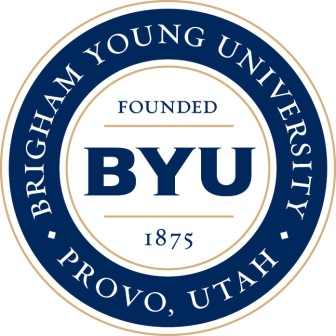 BRIGHAM YOUNG UNIVERSITY
FOUNDED
BYU
1875
PROVO, UTAH